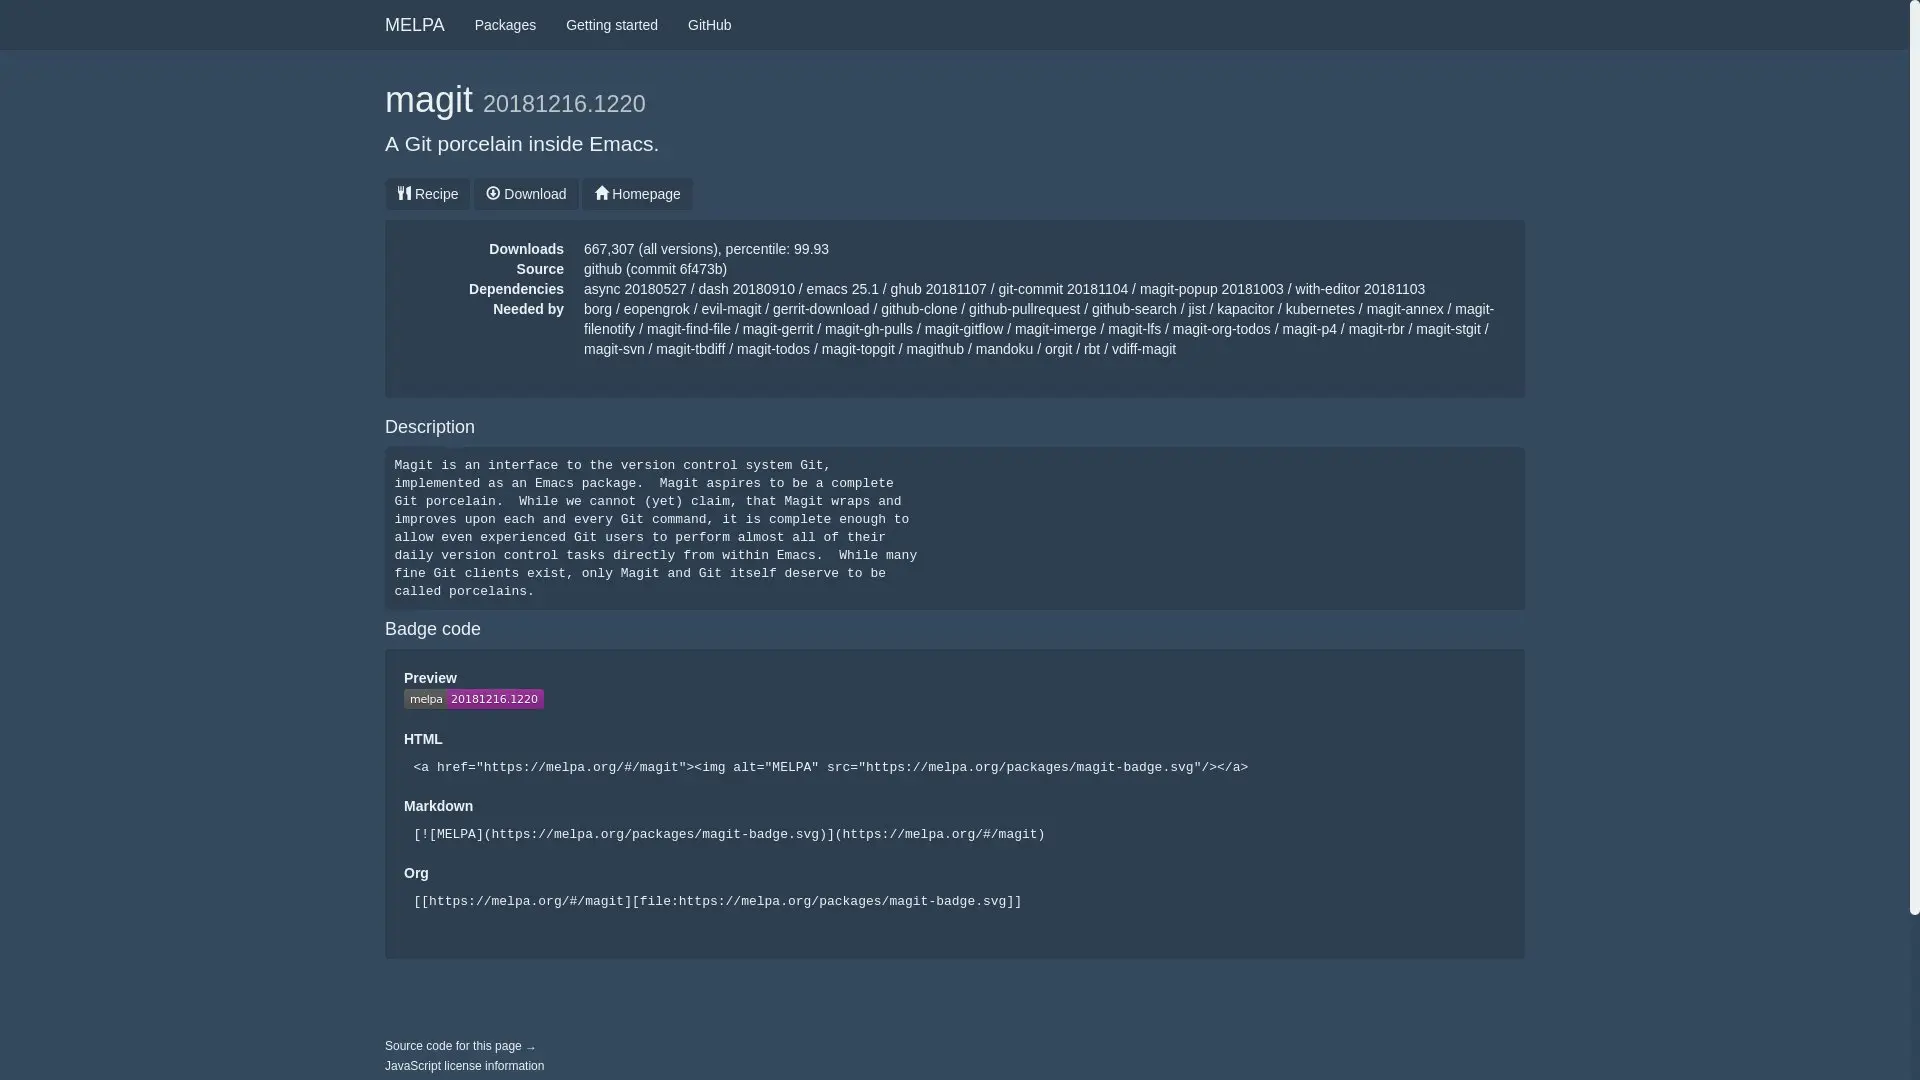 MELPA Packages Getting started GitHub
magit 20181216.1220
A Git porcelain inside Emacs.
Recipe Download Homepage
Downloads 667,307 (all versions), percentile: 99.93
Source github (commit 6f473b)
Dependencies async 20180527 / dash 20180910 / emacs 25.1 / ghub 20181107 / git-commit 20181104 / magit-popup 20181003 / with-editor 20181103
Needed by borg / eopengrok / evil-magit / gerrit-download / github-clone / github-pullrequest / github-search / jist / kapacitor / kubernetes / magit-annex / magit-
filenotify / magit-find-file / magit-gerrit / magit-gh-pulls / magit-gitflow / magit-imerge / magit-lfs / magit-org-todos / magit-p4 / magit-rbr / magit-stgit /
magit-svn / magit-tbdiff / magit-todos / magit-topgit / magithub / mandoku / orgit / rbt / vdiff-magit
Description
Magit is an interface to the version control system Git,
implemented as an Emacs package.  Magit aspires to be a complete
Git porcelain.  While we cannot (yet) claim, that Magit wraps and
improves upon each and every Git command, it is complete enough to
allow even experienced Git users to perform almost all of their
daily version control tasks directly from within Emacs.  While many
fine Git clients exist, only Magit and Git itself deserve to be
called porcelains.
Badge code
Preview
melpa 20181216.1220
HTML
<a href="https://melpa.org/#/magit"><img alt="MELPA" src="https://melpa.org/packages/magit-badge.svg"/></a>
Markdown
[![MELPA](https://melpa.org/packages/magit-badge.svg)](https://melpa.org/#/magit)
Org
[[https://melpa.org/#/magit][file:https://melpa.org/packages/magit-badge.svg]]
Source code for this page →
JavaScript license information